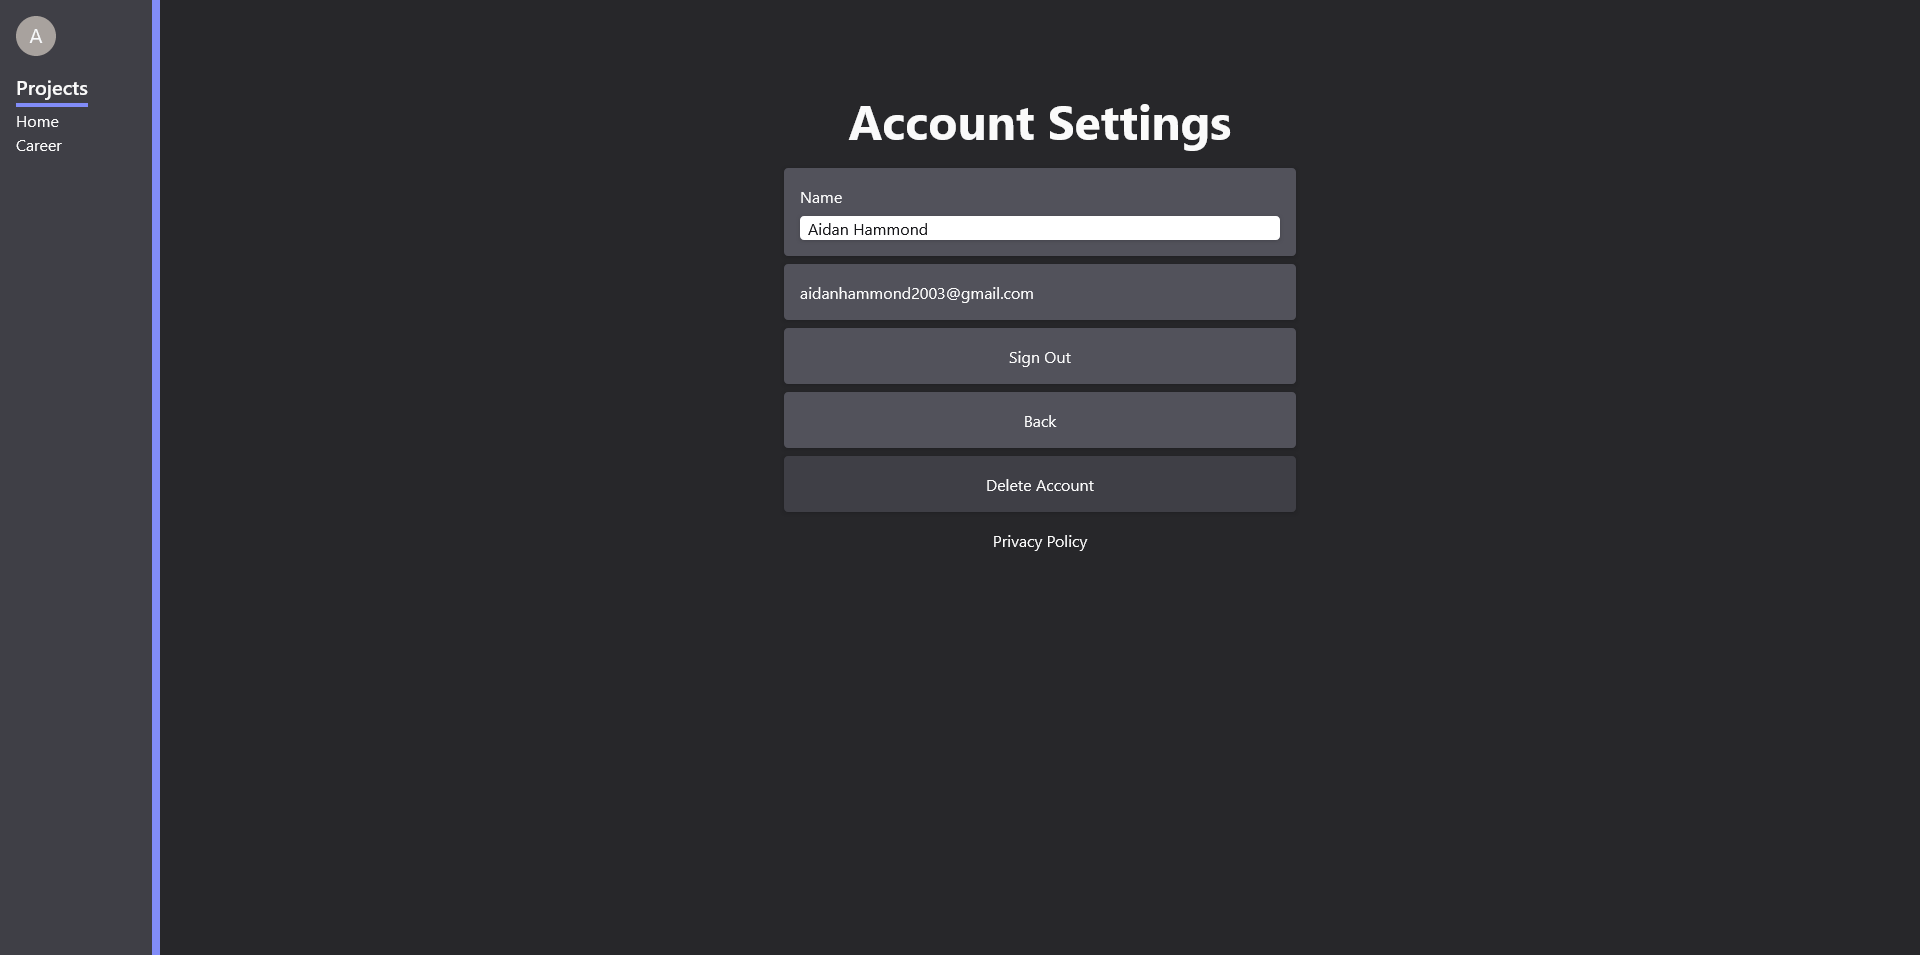 A
Projects
Home
Career
Account Settings
Name
Aidan Hammond
aidanhammond2003@gmail.com
Sign Out
Back
Delete Account
Privacy Policy